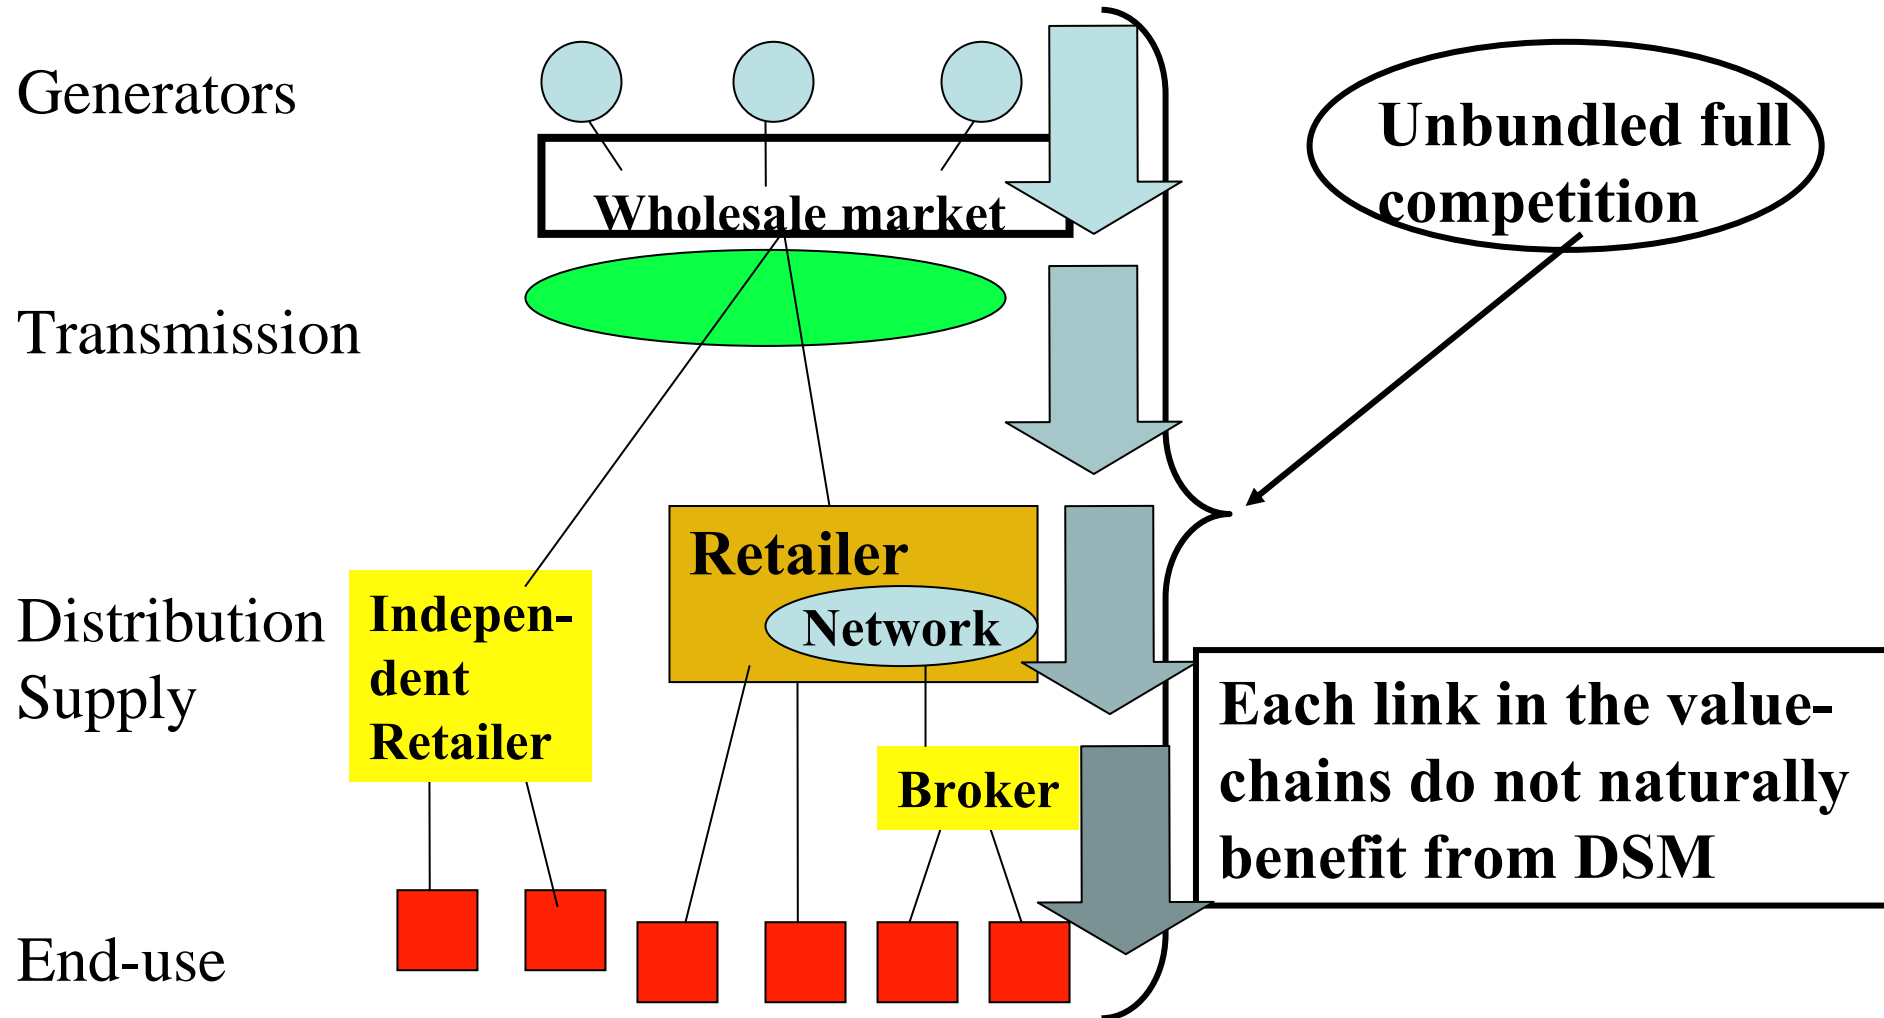 Generators
Unbundled full
competition
Wholesale market
Transmission
Retailer
Network
Distribution
Supply
Indepen-
dent
Retailer
Broker
Each link in the value-
chains do not naturally
benefit from DSM
End-use